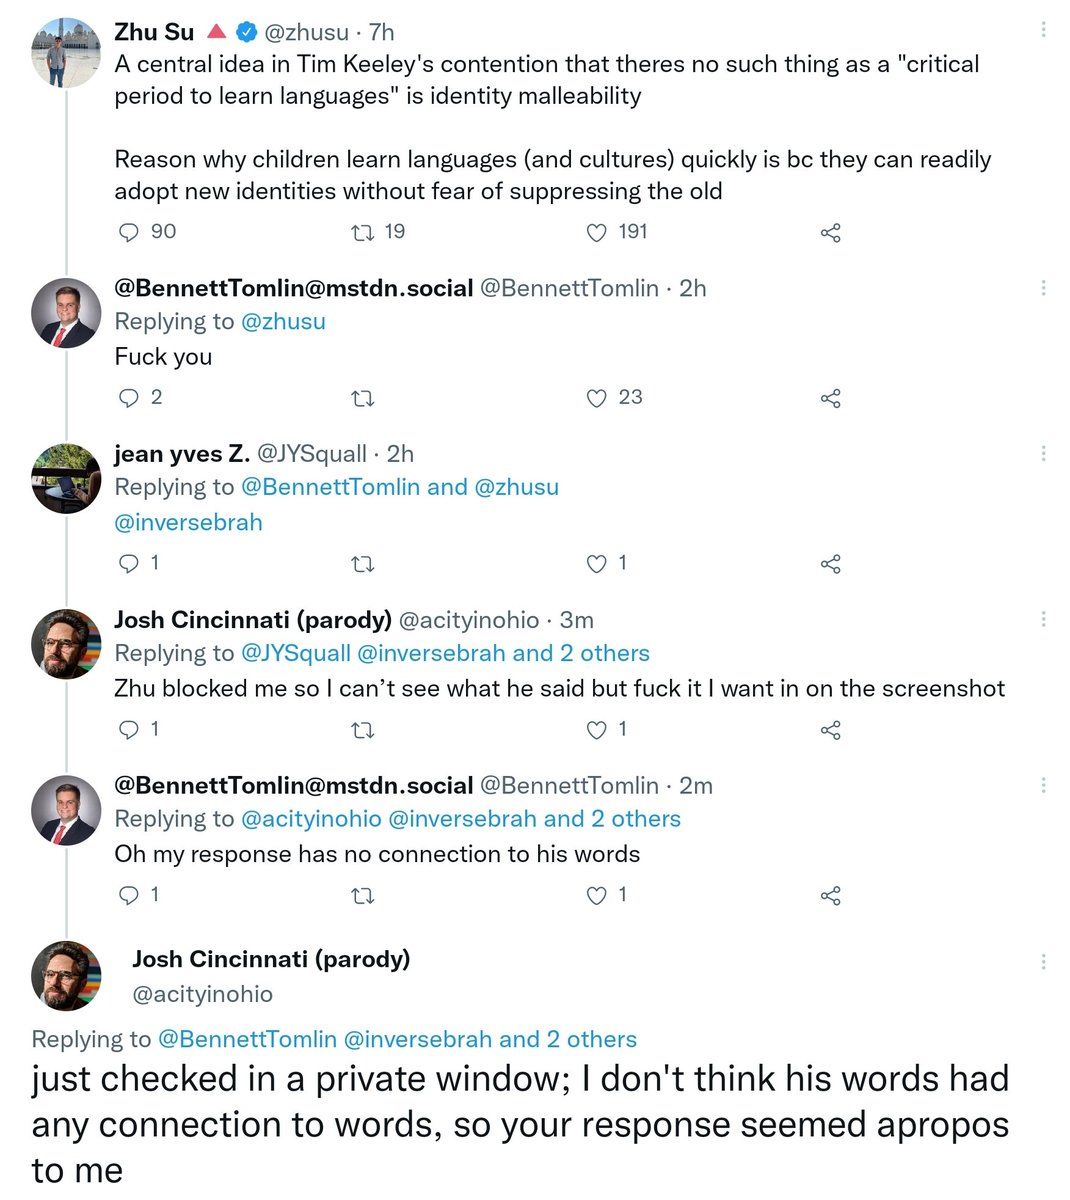 Zhu Su 🔺 @zhusu · 7h
A central idea in Tim Keeley's contention that theres no such thing as a "critical
period to learn languages" is identity malleability
Reason why children learn languages (and cultures) quickly is bc they can readily
adopt new identities without fear of suppressing the old
90 19 191
@BennettTomlin@mstdn.social @BennettTomlin · 2h
Replying to @zhusu
Fuck you
2 23
jean yves Z. @JYSquall · 2h
Replying to @BennettTomlin and @zhusu
@inversebrah
1 1
Josh Cincinnati (parody) @acityinohio · 3m
Replying to @JYSquall @inversebrah and 2 others
Zhu blocked me so I can’t see what he said but fuck it I want in on the screenshot
1 1
@BennettTomlin@mstdn.social @BennettTomlin · 2m
Replying to @acityinohio @inversebrah and 2 others
Oh my response has no connection to his words
1 1
Josh Cincinnati (parody)
@acityinohio
Replying to @BennettTomlin @inversebrah and 2 others
just checked in a private window; I don't think his words had
any connection to words, so your response seemed apropos
to me